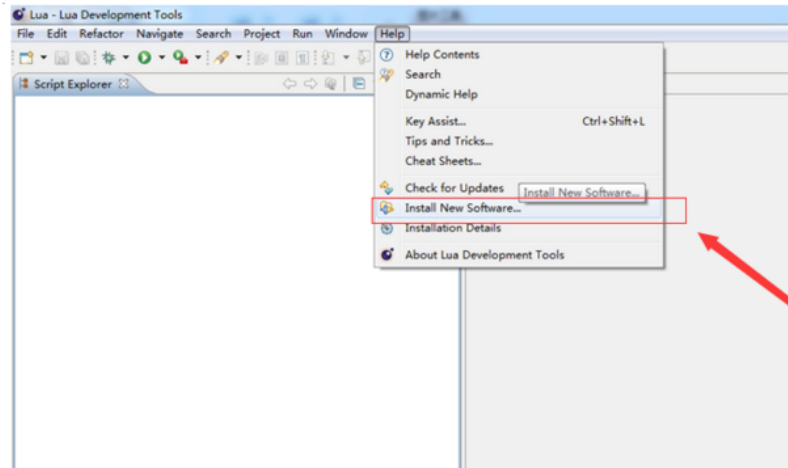 Lua - Lua Development Tools
File Edit Refactor Navigate Search Project Run Window Help
Script Explorer
Help Contents
Search
Dynamic Help
Key Assist... Ctrl+Shift+L
Tips and Tricks...
Cheat Sheets...
Check for Updates
Install New Software...
Install New Software...
Installation Details
About Lua Development Tools